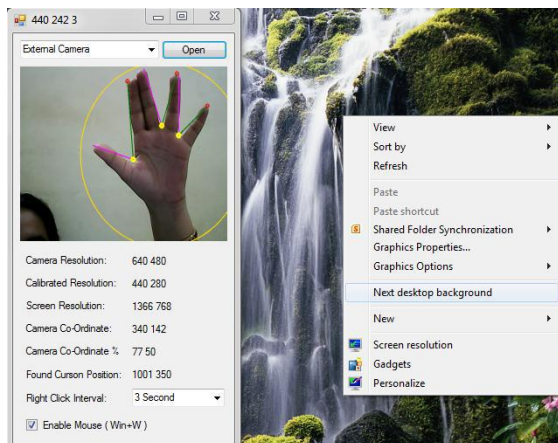 440 242 3
External Camera
Open
Camera Resolution: 640 480
Calibrated Resolution: 440 280
Screen Resolution: 1366 768
Camera Co-Ordinate: 340 142
Camera Co-Ordinate % 77 50
Found Curson Position: 1001 350
Right Click Interval: 3 Second
Enable Mouse ( Win+W )
View
Sort by
Refresh
Paste
Paste shortcut
S Shared Folder Synchronization
Graphics Properties...
Graphics Options
Next desktop background
New
Screen resolution
Gadgets
Personalize